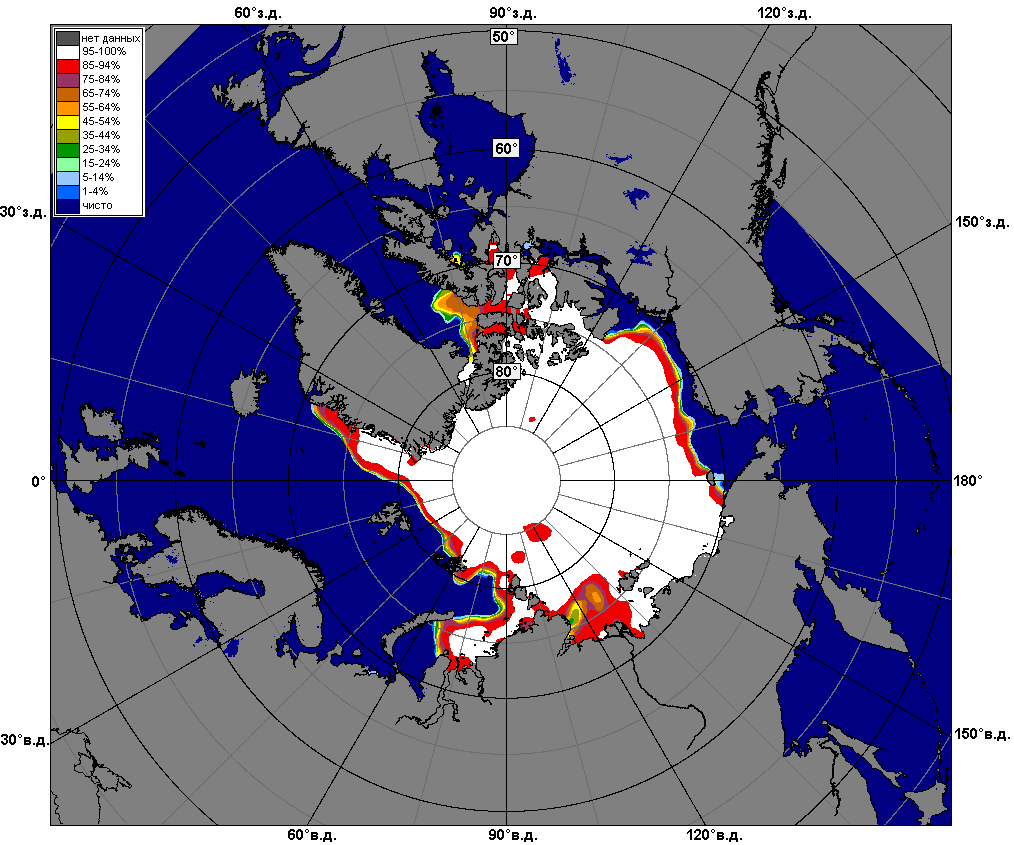 60°з.д.
90°з.д.
120°з.д.
нет данных
95-100%
85-94%
75-84%
65-74%
55-64%
45-54%
35-44%
25-34%
15-24%
5-14%
1-4%
чисто
50°
60°
30°з.д.
150°з.д.
70°
80°
0°
180°
30°в.д.
150°в.д.
60°в.д.
90°в.д.
120°в.д.